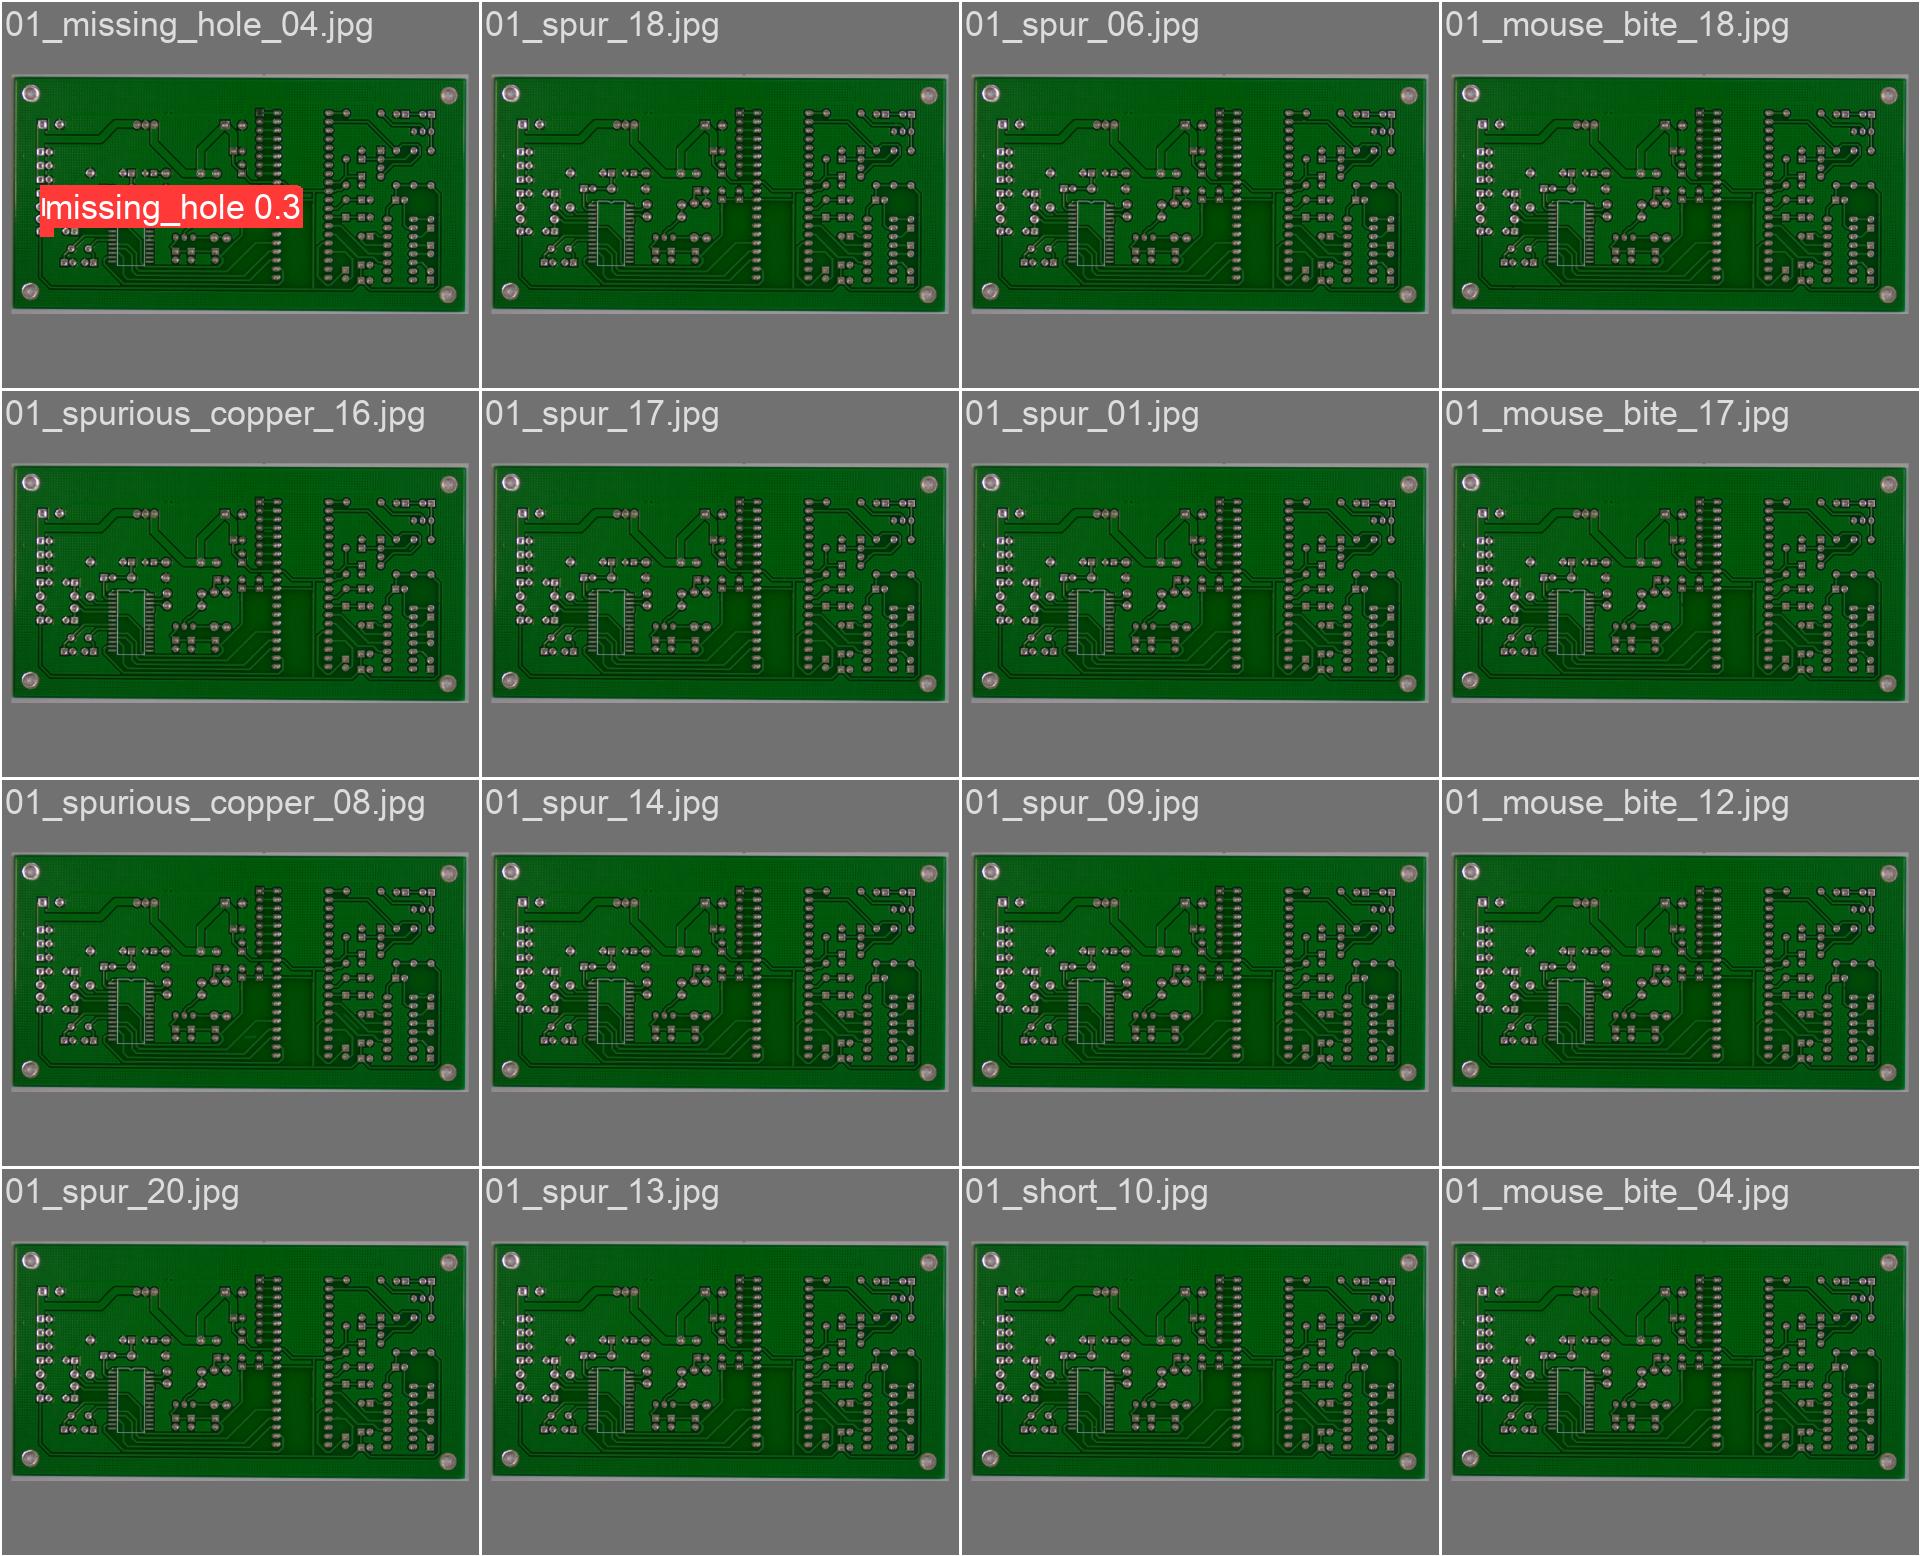 01_missing_hole_04.jpg
01_spur_18.jpg
01_spur_06.jpg
01_mouse_bite_18.jpg
missing_hole 0.3
01_spurious_copper_16.jpg
01_spur_17.jpg
01_spur_01.jpg
01_mouse_bite_17.jpg
01_spurious_copper_08.jpg
01_spur_14.jpg
01_spur_09.jpg
01_mouse_bite_12.jpg
01_spur_20.jpg
01_spur_13.jpg
01_short_10.jpg
01_mouse_bite_04.jpg